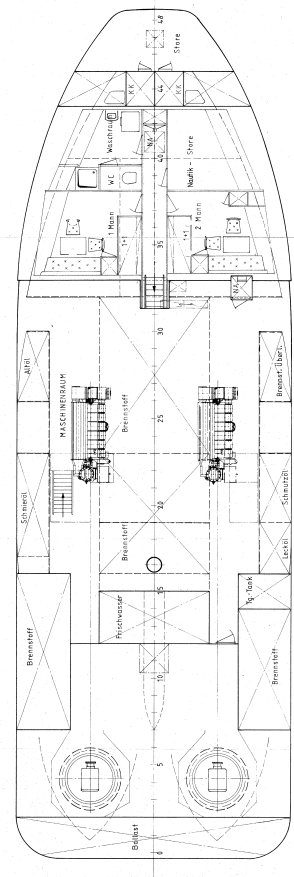 48
Store
KK
44
KK
Waschraum
NA
40
Nautik - Store
WC
1 Mann
1+1
35
1+1
2 Mann
NA
30
Altöl
MASCHINENRAUM
Brennstoff
25
Brennst. Überl.
Schmieröl
20
Schmutzöl
Brennstoff
Lecköl
15
Frischwasser
Tg.-Tank
Brennstoff
10
Brennstoff
5
Ballast
0